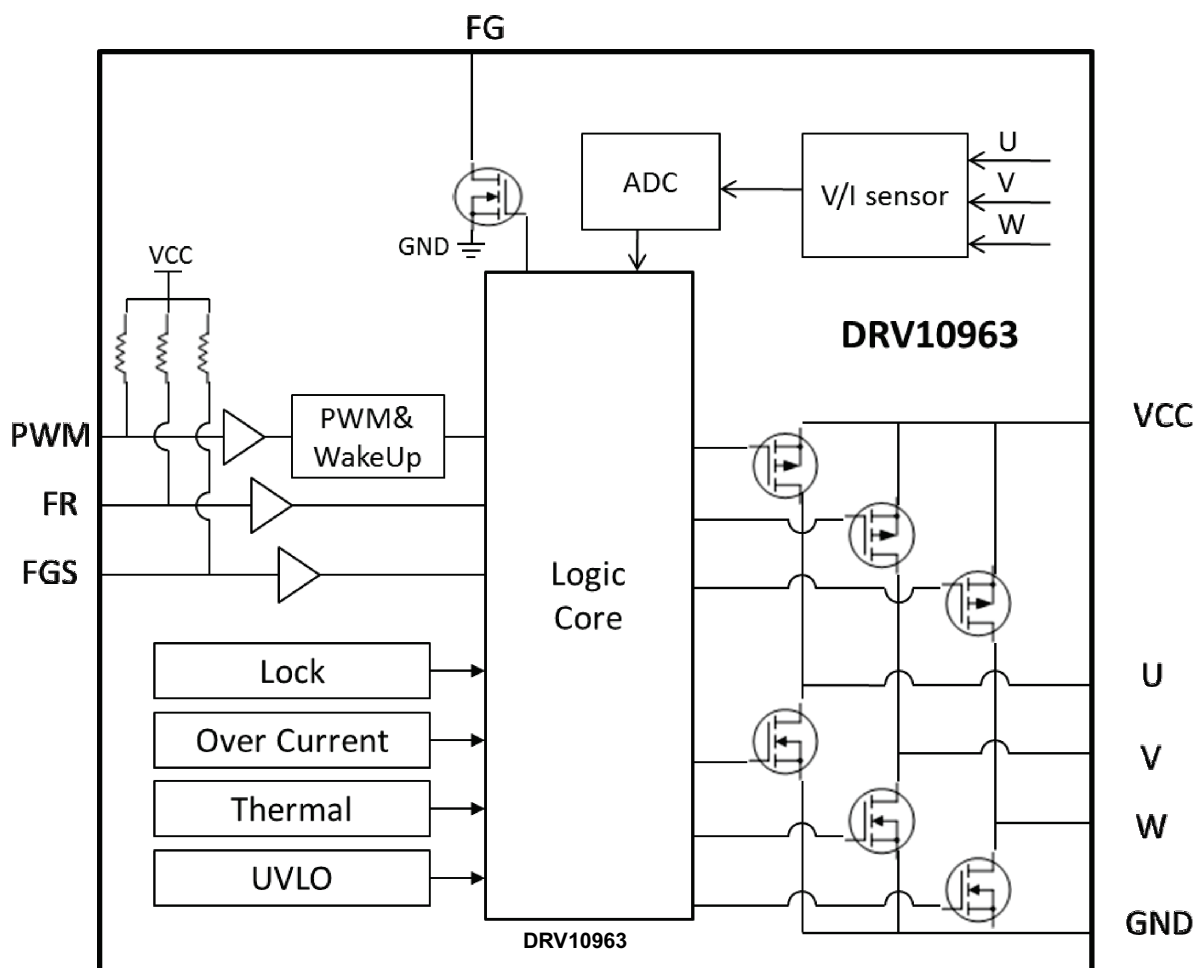 FG
ADC
V/I sensor
U
V
W
GND
VCC
DRV10963
PWM
PWM&
WakeUp
VCC
FR
FGS
Logic
Core
Lock
U
Over Current
V
Thermal
W
UVLO
GND
DRV10963